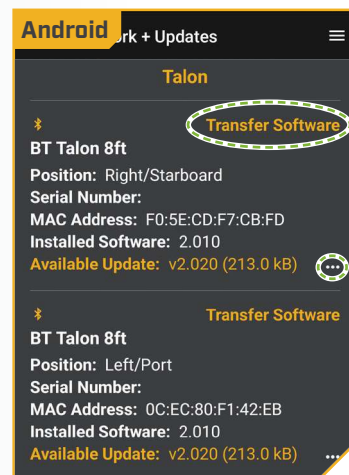 Android
ork + Updates
Talon
Transfer Software
BT Talon 8ft
Position: Right/Starboard
Serial Number:
MAC Address: F0:5E:CD:F7:CB:FD
Installed Software: 2.010
Available Update: v2.020 (213.0 kB)
Transfer Software
BT Talon 8ft
Position: Left/Port
Serial Number:
MAC Address: 0C:EC:80:F1:42:EB
Installed Software: 2.010
Available Update: v2.020 (213.0 kB)